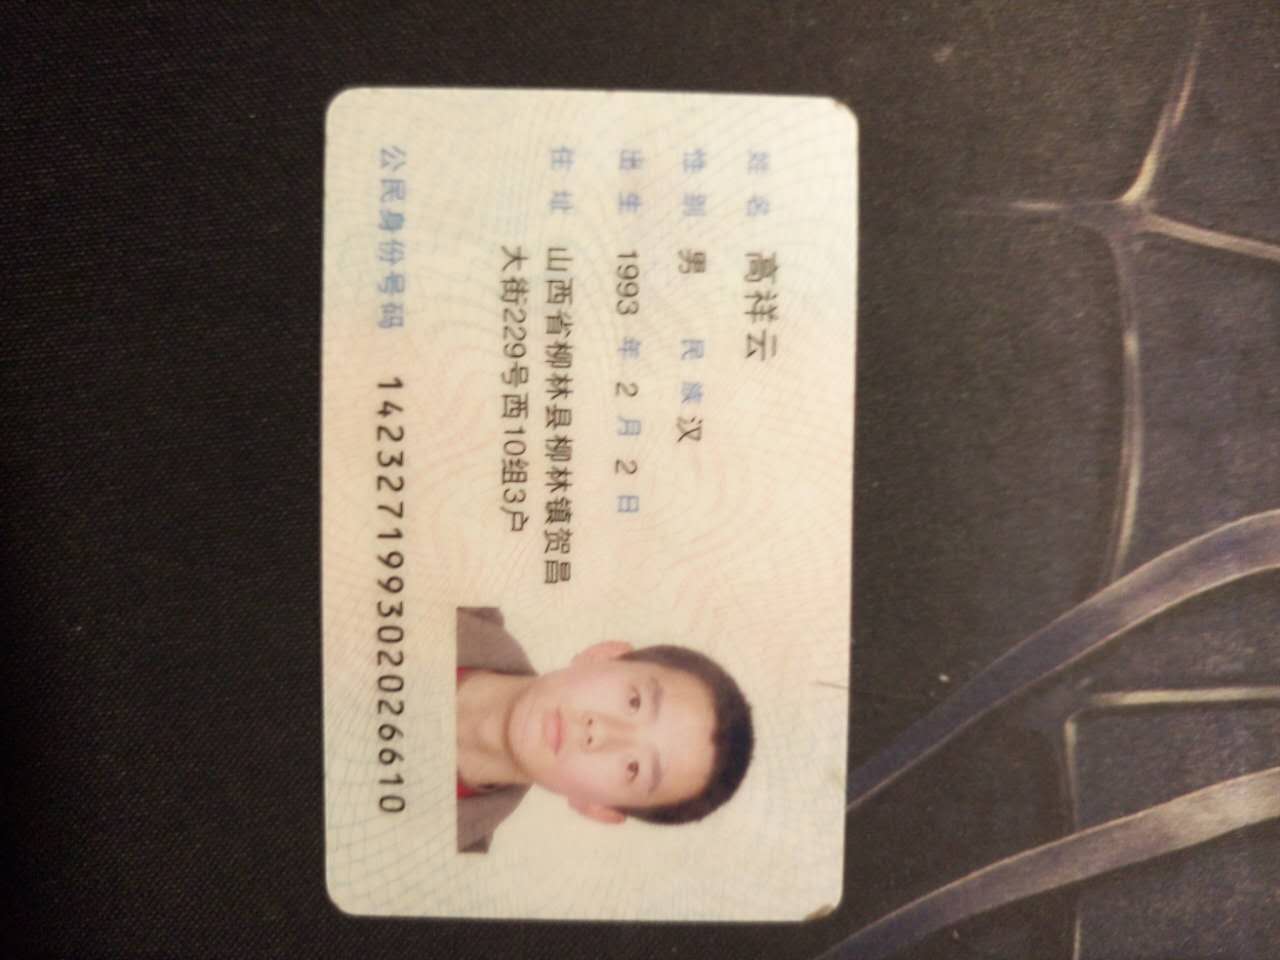 姓名 高祥云
性别 男 民族 汉
出生 1993 年 2 月 2 日
住址 山西省柳林县柳林镇贺昌
大街229号西10组3户
公民身份号码 142327199302026610